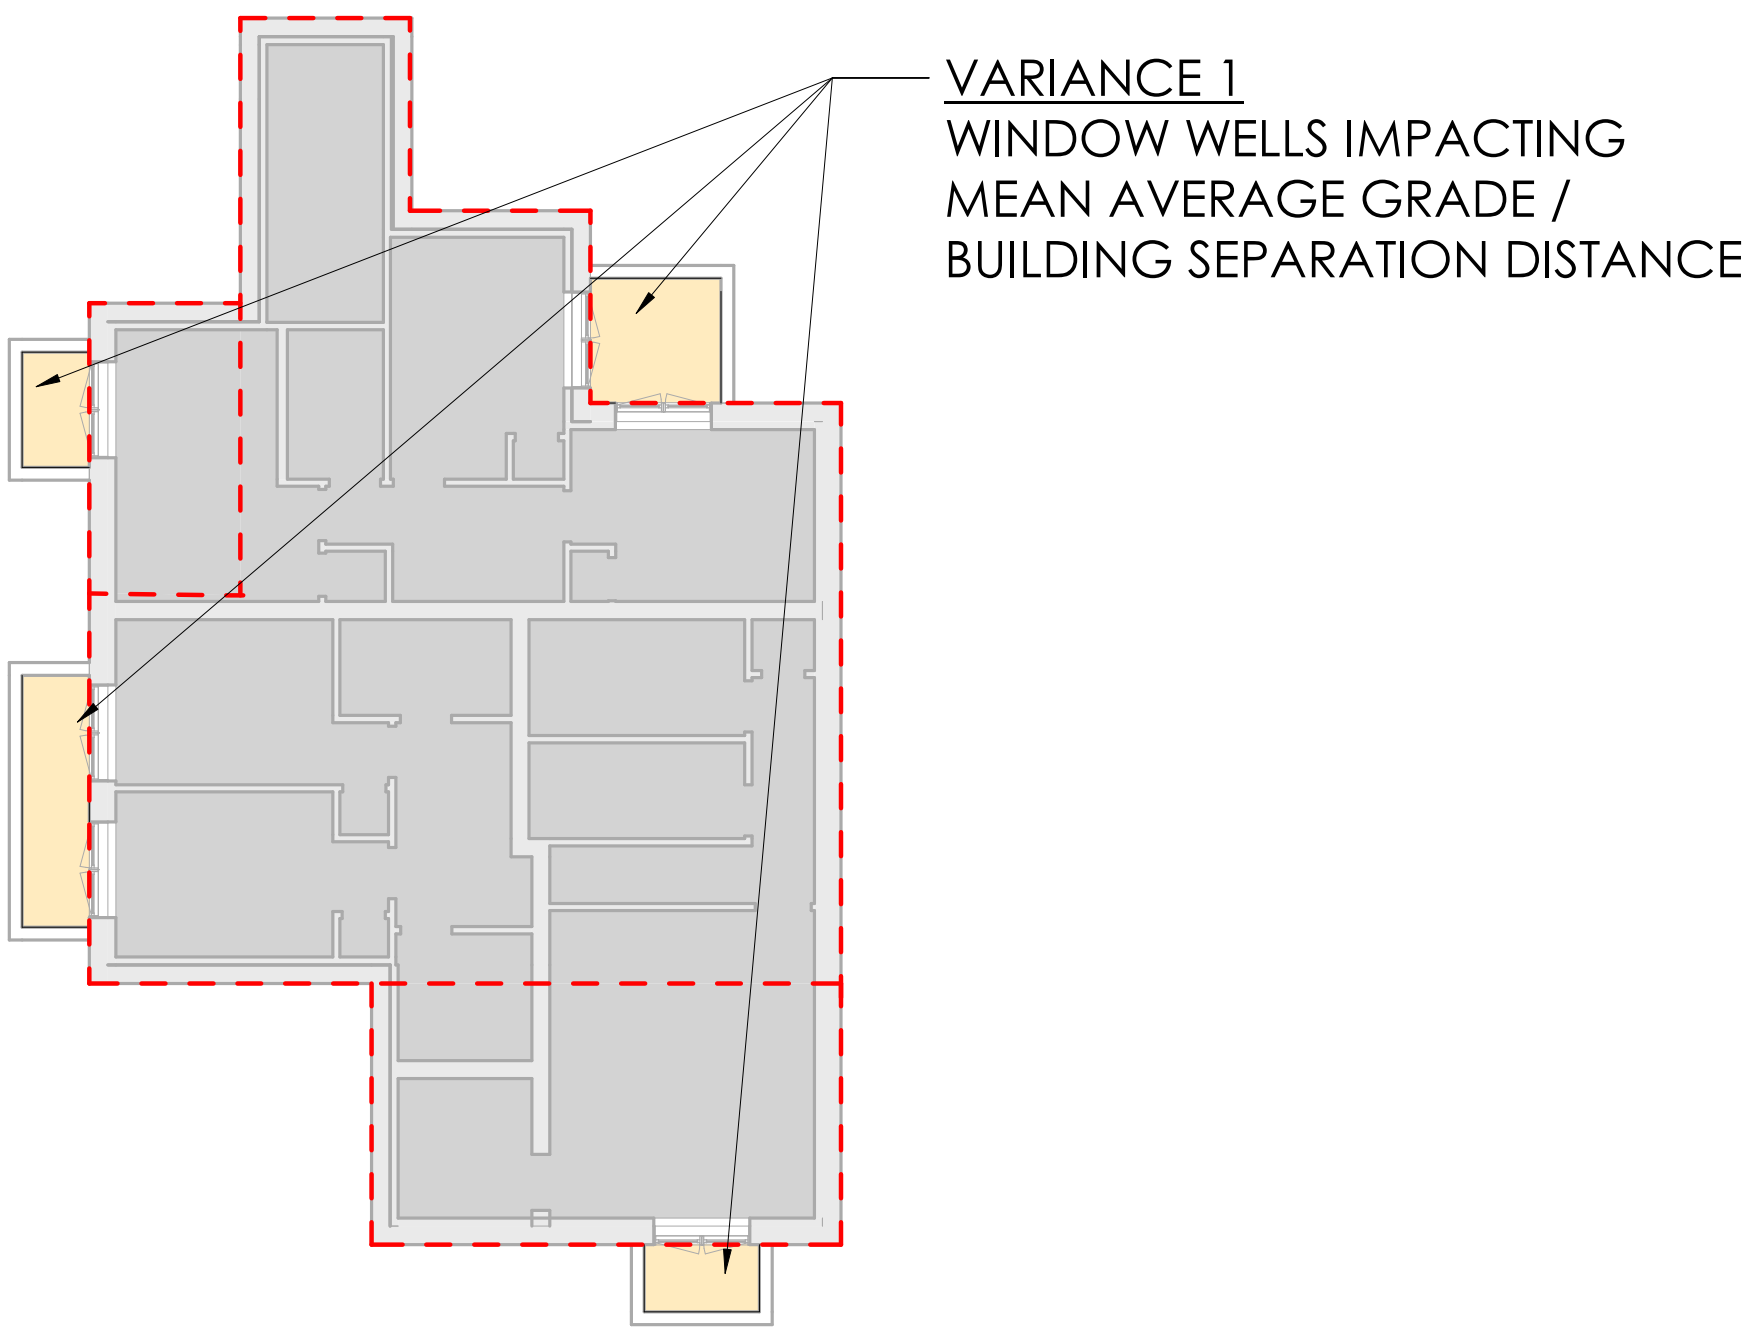 VARIANCE 1
WINDOW WELLS IMPACTING
MEAN AVERAGE GRADE /
BUILDING SEPARATION DISTANCE